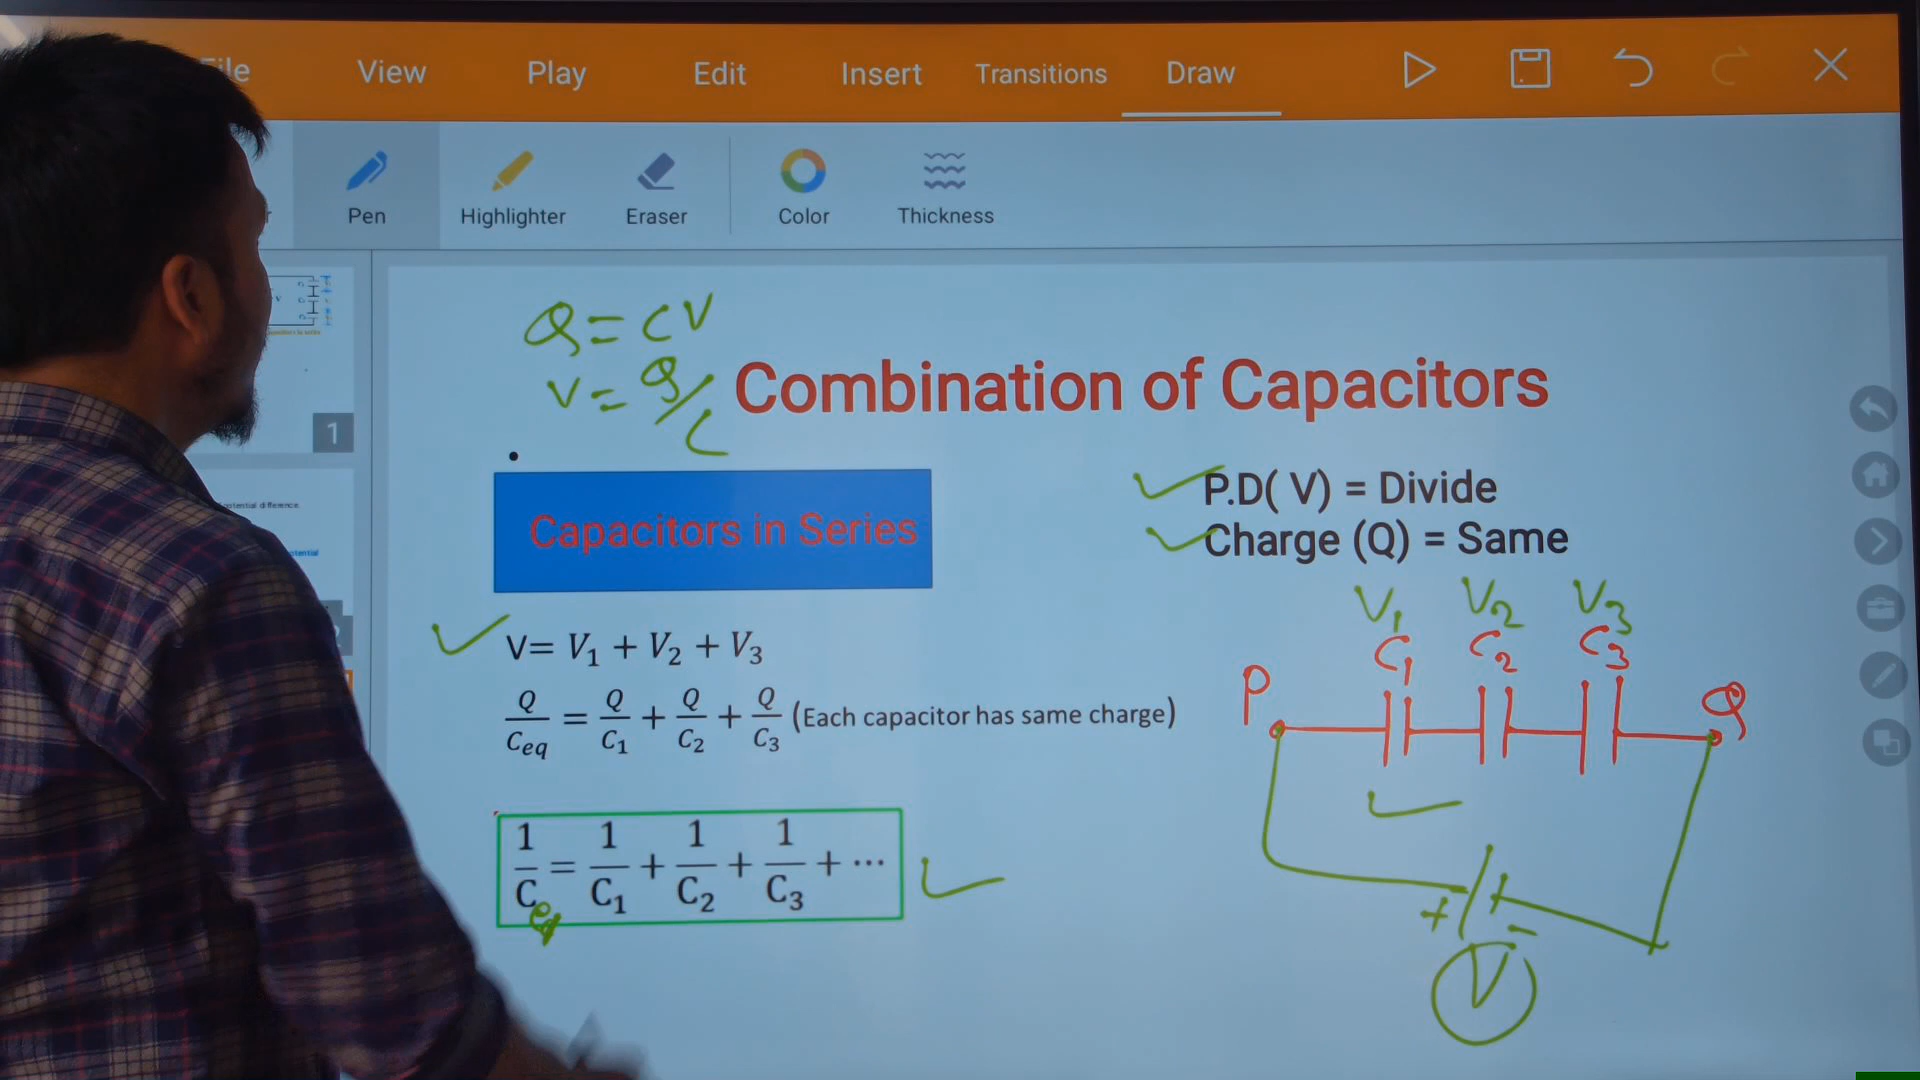 File View Play Edit Insert Transitions Draw
Pen Highlighter Eraser Color Thickness
Q = CV
V = Q/C
Combination of Capacitors
P.D( V) = Divide
Charge (Q) = Same
Capacitors in Series
V= V₁ + V₂ + V₃
Q/Ceq = Q/C₁ + Q/C₂ + Q/C₃ (Each capacitor has same charge)
1/Ceq = 1/C₁ + 1/C₂ + 1/C₃ + ⋯
V₁ V₂ V₃
C₁ C₂ C₃
P Q
+ -
V
1
potential difference.